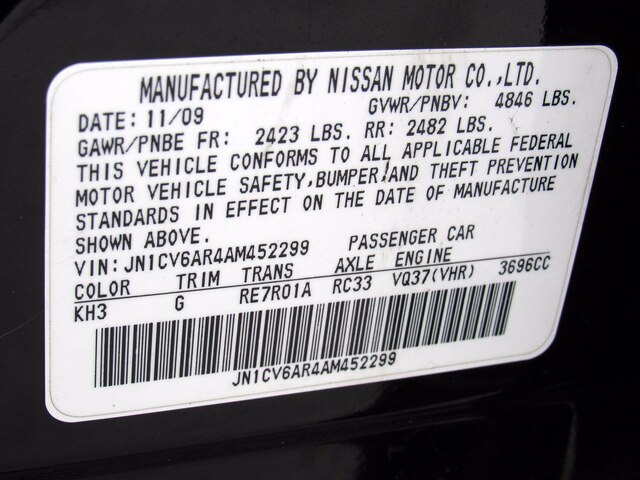 MANUFACTURED BY NISSAN MOTOR CO.,LTD.
DATE: 11/09 GVWR/PNBV: 4846 LBS.
GAWR/PNBE FR: 2423 LBS. RR: 2482 LBS.
THIS VEHICLE CONFORMS TO ALL APPLICABLE FEDERAL
MOTOR VEHICLE SAFETY,BUMPER,AND THEFT PREVENTION
STANDARDS IN EFFECT ON THE DATE OF MANUFACTURE
SHOWN ABOVE.
VIN:JN1CV6AR4AM452299 PASSENGER CAR
COLOR TRIM TRANS AXLE ENGINE
KH3 G RE7R01A RC33 VQ37(VHR) 3696CC
JN1CV6AR4AM452299